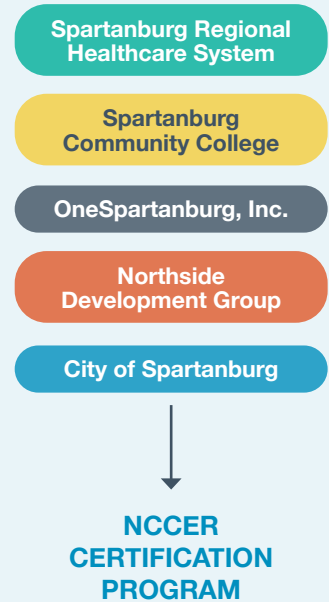 Spartanburg Regional
Healthcare System
Spartanburg
Community College
OneSpartanburg, Inc.
Northside
Development Group
City of Spartanburg
NCCER
CERTIFICATION
PROGRAM